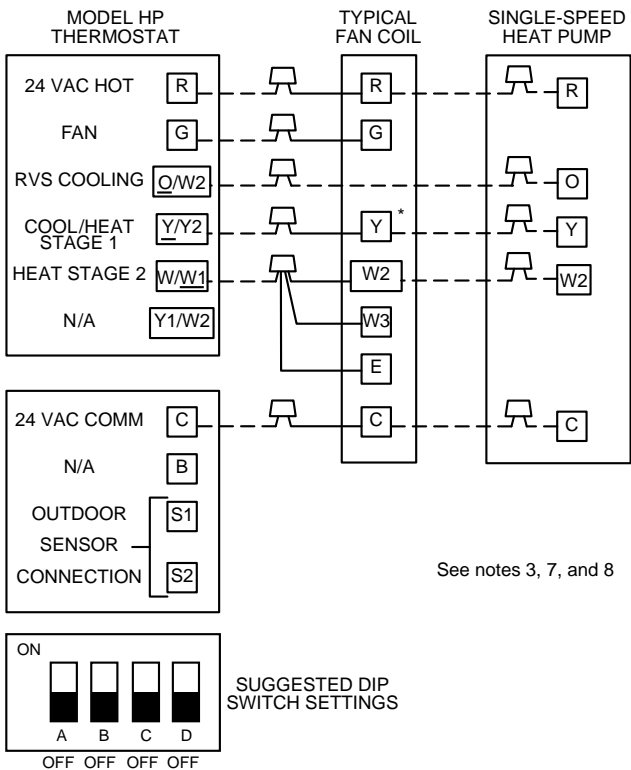 MODEL HP
THERMOSTAT
TYPICAL
FAN COIL
SINGLE-SPEED
HEAT PUMP
24 VAC HOT R R R
FAN G G
RVS COOLING O/W2 O
COOL/HEAT
STAGE 1 Y/Y2 Y * Y
HEAT STAGE 2 W/W1 W2 W2
N/A Y1/W2 W3
E
24 VAC COMM C C C
N/A B
OUTDOOR S1
SENSOR
CONNECTION S2
See notes 3, 7, and 8
ON
A B C D
OFF OFF OFF OFF
SUGGESTED DIP
SWITCH SETTINGS